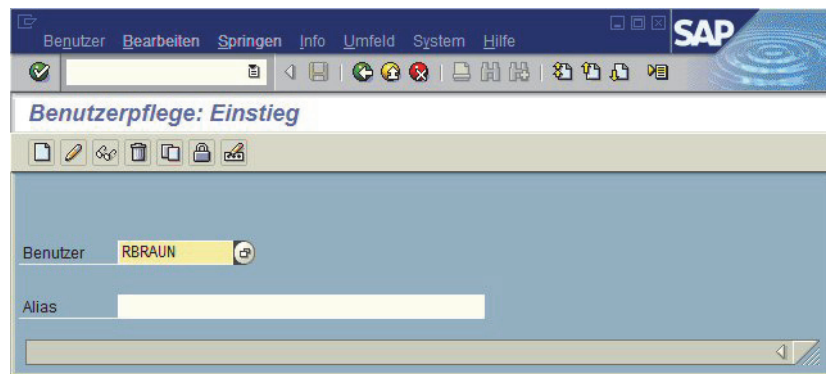 Benutzer Bearbeiten Springen Info Umfeld System Hilfe
SAP
Benutzerpflege: Einstieg
Benutzer RBRAUN
Alias